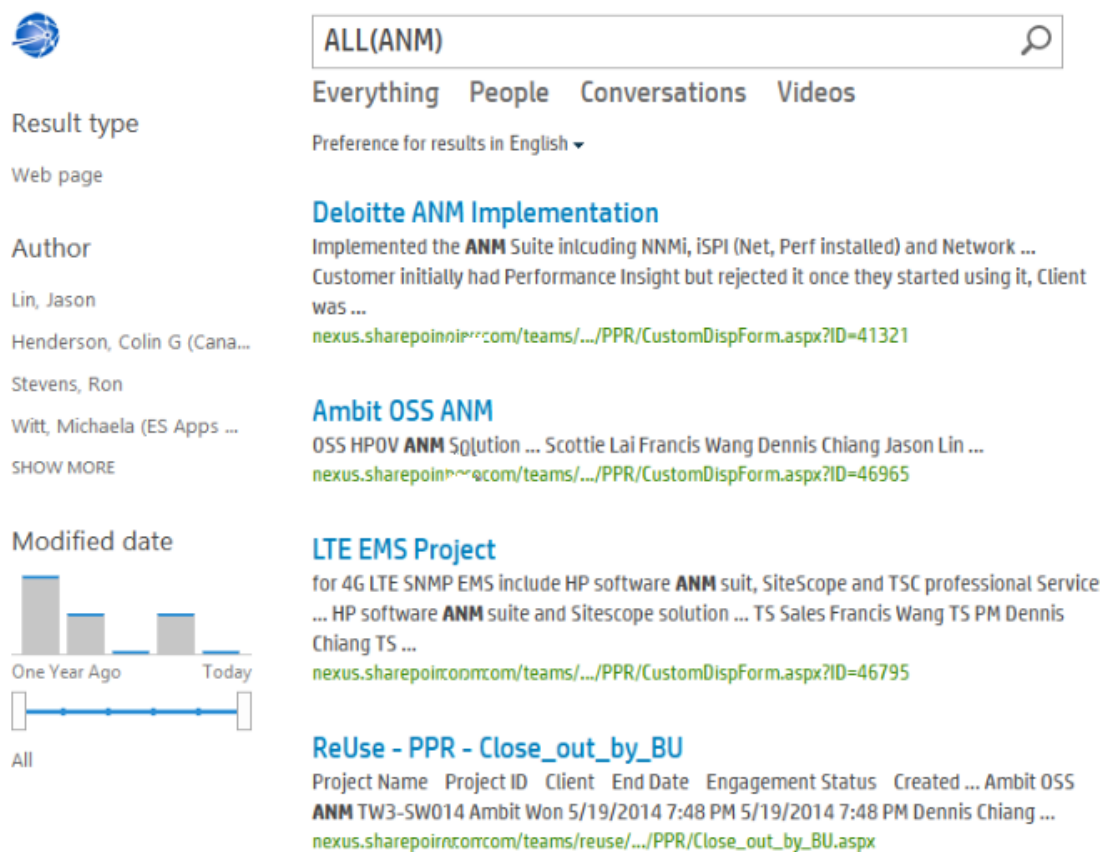 ALL(ANM)
Everything People Conversations Videos
Preference for results in English
Result type
Web page
Author
Lin, Jason
Henderson, Colin G (Cana...
Stevens, Ron
Witt, Michaela (ES Apps ...
SHOW MORE
Modified date
One Year Ago Today
All
Deloitte ANM Implementation
Implemented the ANM Suite inlcuding NNMi, iSPI (Net, Perf installed) and Network ...
Customer initially had Performance Insight but rejected it once they started using it, Client
was ...
com/teams/.../PPR/CustomDispForm.aspx?ID=41321
Ambit OSS ANM
OSS HPOV ANM Solution ... Scottie Lai Francis Wang Dennis Chiang Jason Lin ...
com/teams/.../PPR/CustomDispForm.aspx?ID=46965
LTE EMS Project
for 4G LTE SNMP EMS include HP software ANM suit, SiteScope and TSC professional Service
... HP software ANM suite and Sitescope solution ... TS Sales Francis Wang TS PM Dennis
Chiang TS ...
com/teams/.../PPR/CustomDispForm.aspx?ID=46795
ReUse - PPR - Close_out_by_BU
Project Name Project ID Client End Date Engagement Status Created ... Ambit OSS
ANM TW3-SW014 Ambit Won 5/19/2014 7:48 PM 5/19/2014 7:48 PM Dennis Chiang ...
com/teams/reuse/.../PPR/Close_out_by_BU.aspx